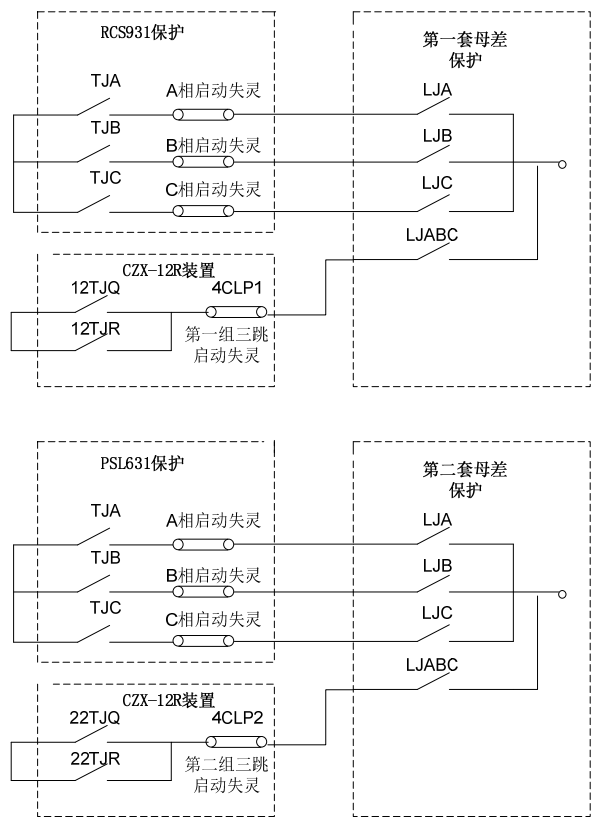 RCS931保护
第一套母差
保护
TJA
A相启动失灵
LJA
TJB
B相启动失灵
LJB
TJC
C相启动失灵
LJC
LJABC
CZX-12R装置
12TJQ
4CLP1
12TJR
第一组三跳
启动失灵
PSL631保护
第二套母差
保护
TJA
A相启动失灵
LJA
TJB
B相启动失灵
LJB
TJC
C相启动失灵
LJC
LJABC
CZX-12R装置
22TJQ
4CLP2
22TJR
第二组三跳
启动失灵